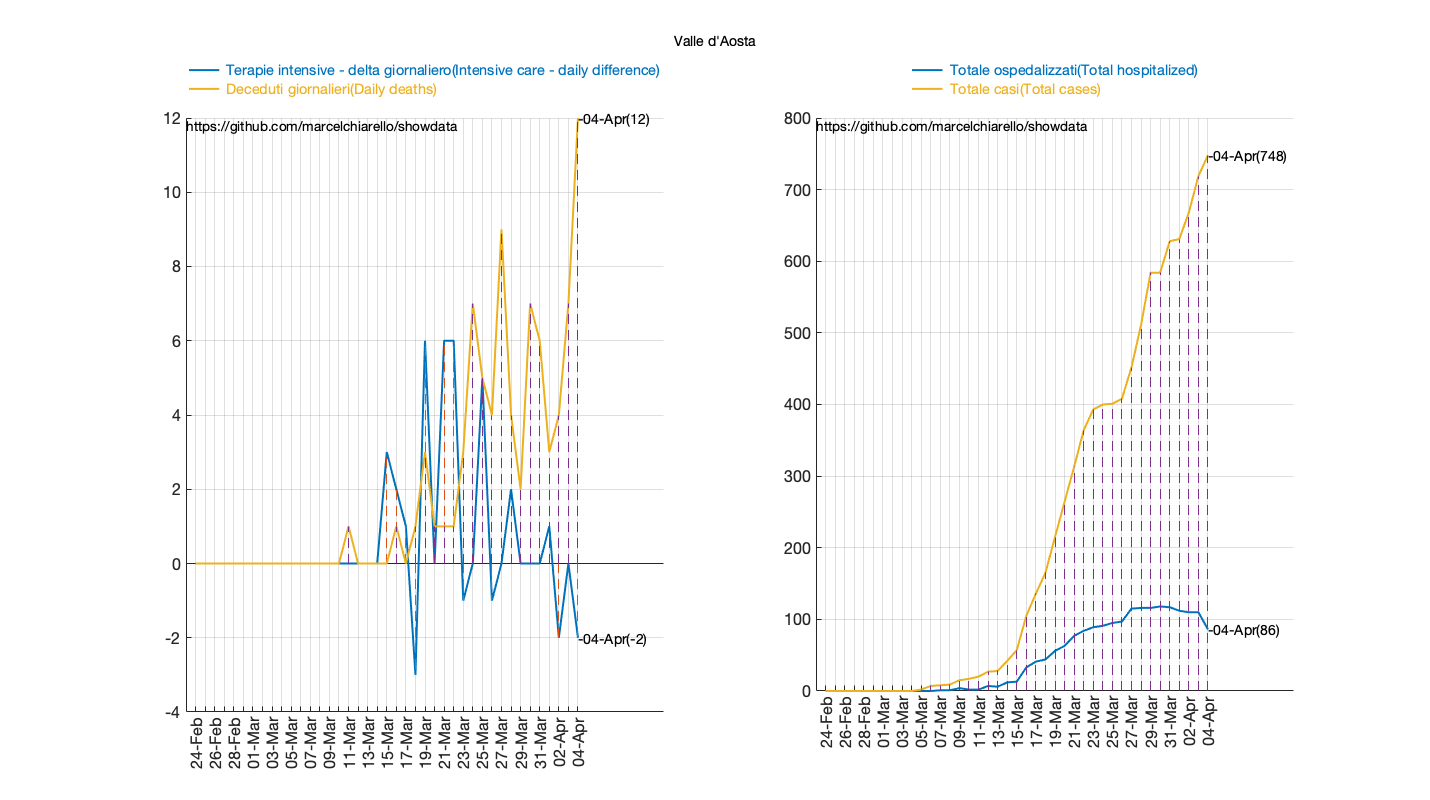 Valle d'Aosta
Terapie intensive - delta giornaliero(Intensive care - daily difference)
Deceduti giornalieri(Daily deaths)
12
10
8
6
4
2
0
-2
-4
https://github.com/marcelchiarello/showdata
-04-Apr(12)
-04-Apr(-2)
24-Feb
26-Feb
28-Feb
01-Mar
03-Mar
05-Mar
07-Mar
09-Mar
11-Mar
13-Mar
15-Mar
17-Mar
19-Mar
21-Mar
23-Mar
25-Mar
27-Mar
29-Mar
31-Mar
02-Apr
04-Apr
Totale ospedalizzati(Total hospitalized)
Totale casi(Total cases)
800
700
600
500
400
300
200
100
0
https://github.com/marcelchiarello/showdata
-04-Apr(748)
-04-Apr(86)
24-Feb
26-Feb
28-Feb
01-Mar
03-Mar
05-Mar
07-Mar
09-Mar
11-Mar
13-Mar
15-Mar
17-Mar
19-Mar
21-Mar
23-Mar
25-Mar
27-Mar
29-Mar
31-Mar
02-Apr
04-Apr